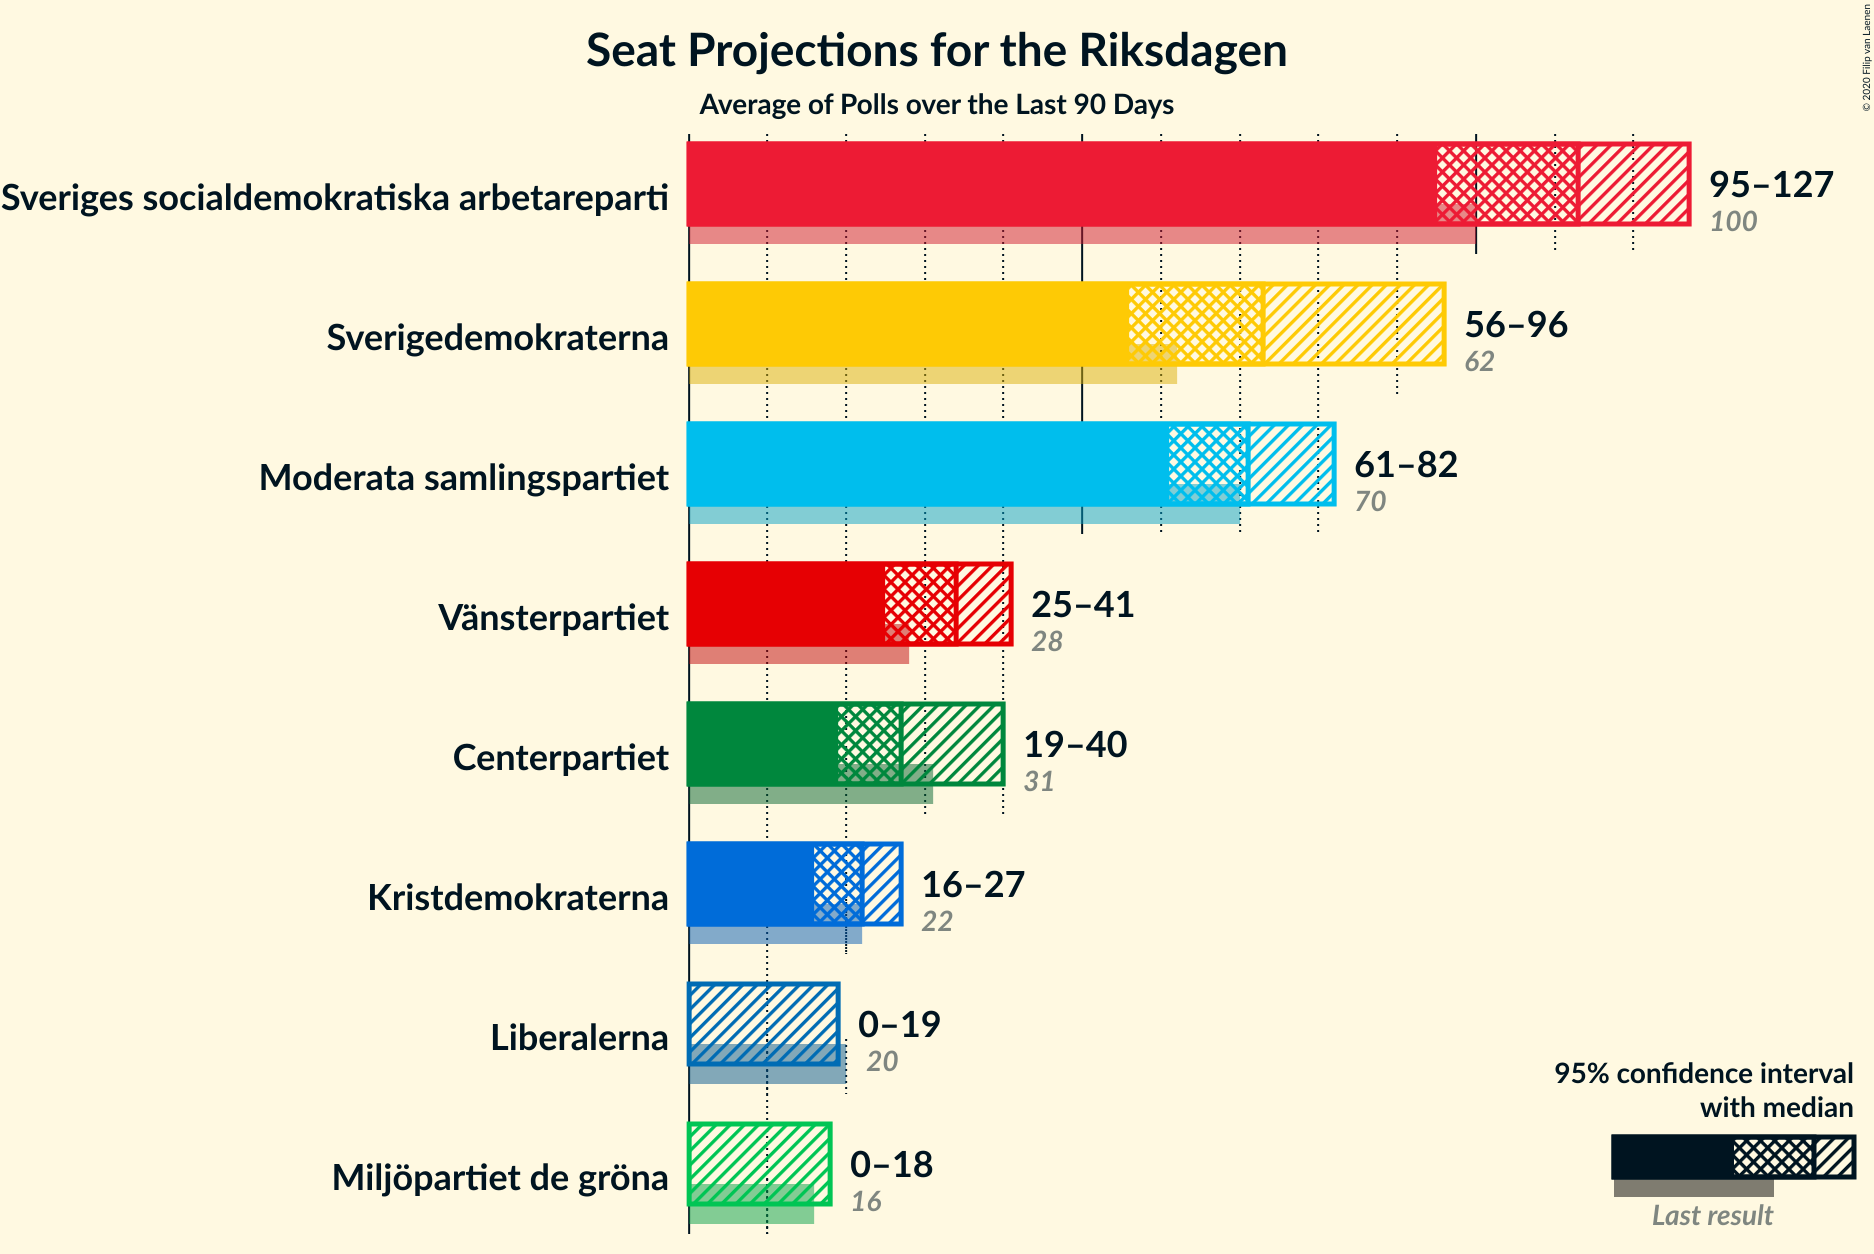 Seat Projections for the Riksdagen
Average of Polls over the Last 90 Days
© 2020 Filip van Laenen
Sveriges socialdemokratiska arbetareparti
95–127
100
Sverigedemokraterna
56–96
62
Moderata samlingspartiet
61–82
70
Vänsterpartiet
25–41
28
Centerpartiet
19–40
31
Kristdemokraterna
16–27
22
Liberalerna
0–19
20
Miljöpartiet de gröna
0–18
16
95% confidence interval
with median
Last result